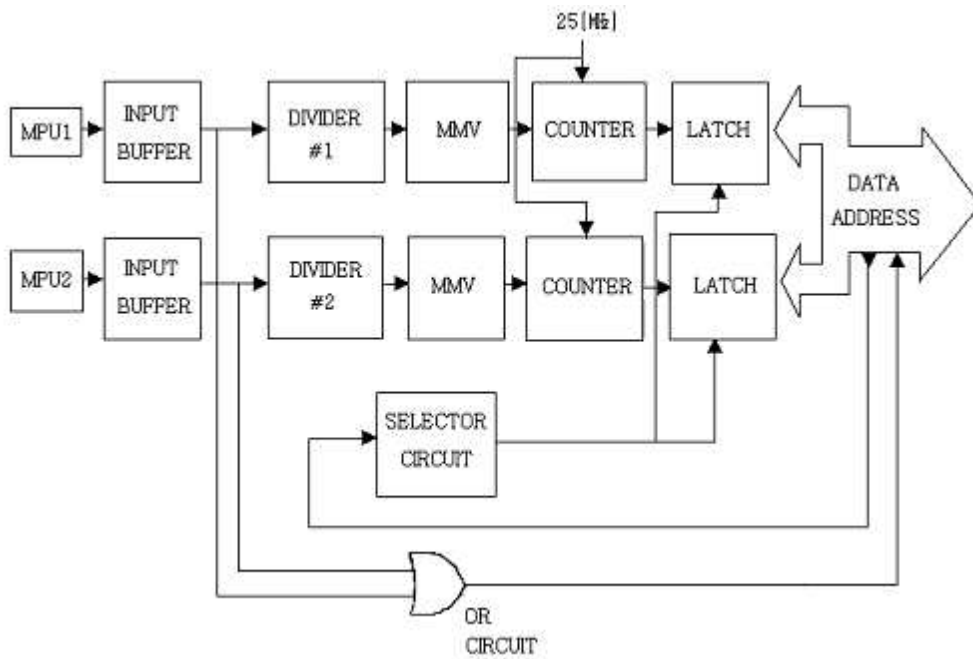 25[MHz]
MPU1
INPUT
BUFFER
DIVIDER
#1
MMV
COUNTER
LATCH
DATA
ADDRESS
MPU2
INPUT
BUFFER
DIVIDER
#2
MMV
COUNTER
LATCH
SELECTOR
CIRCUIT
OR
CIRCUIT